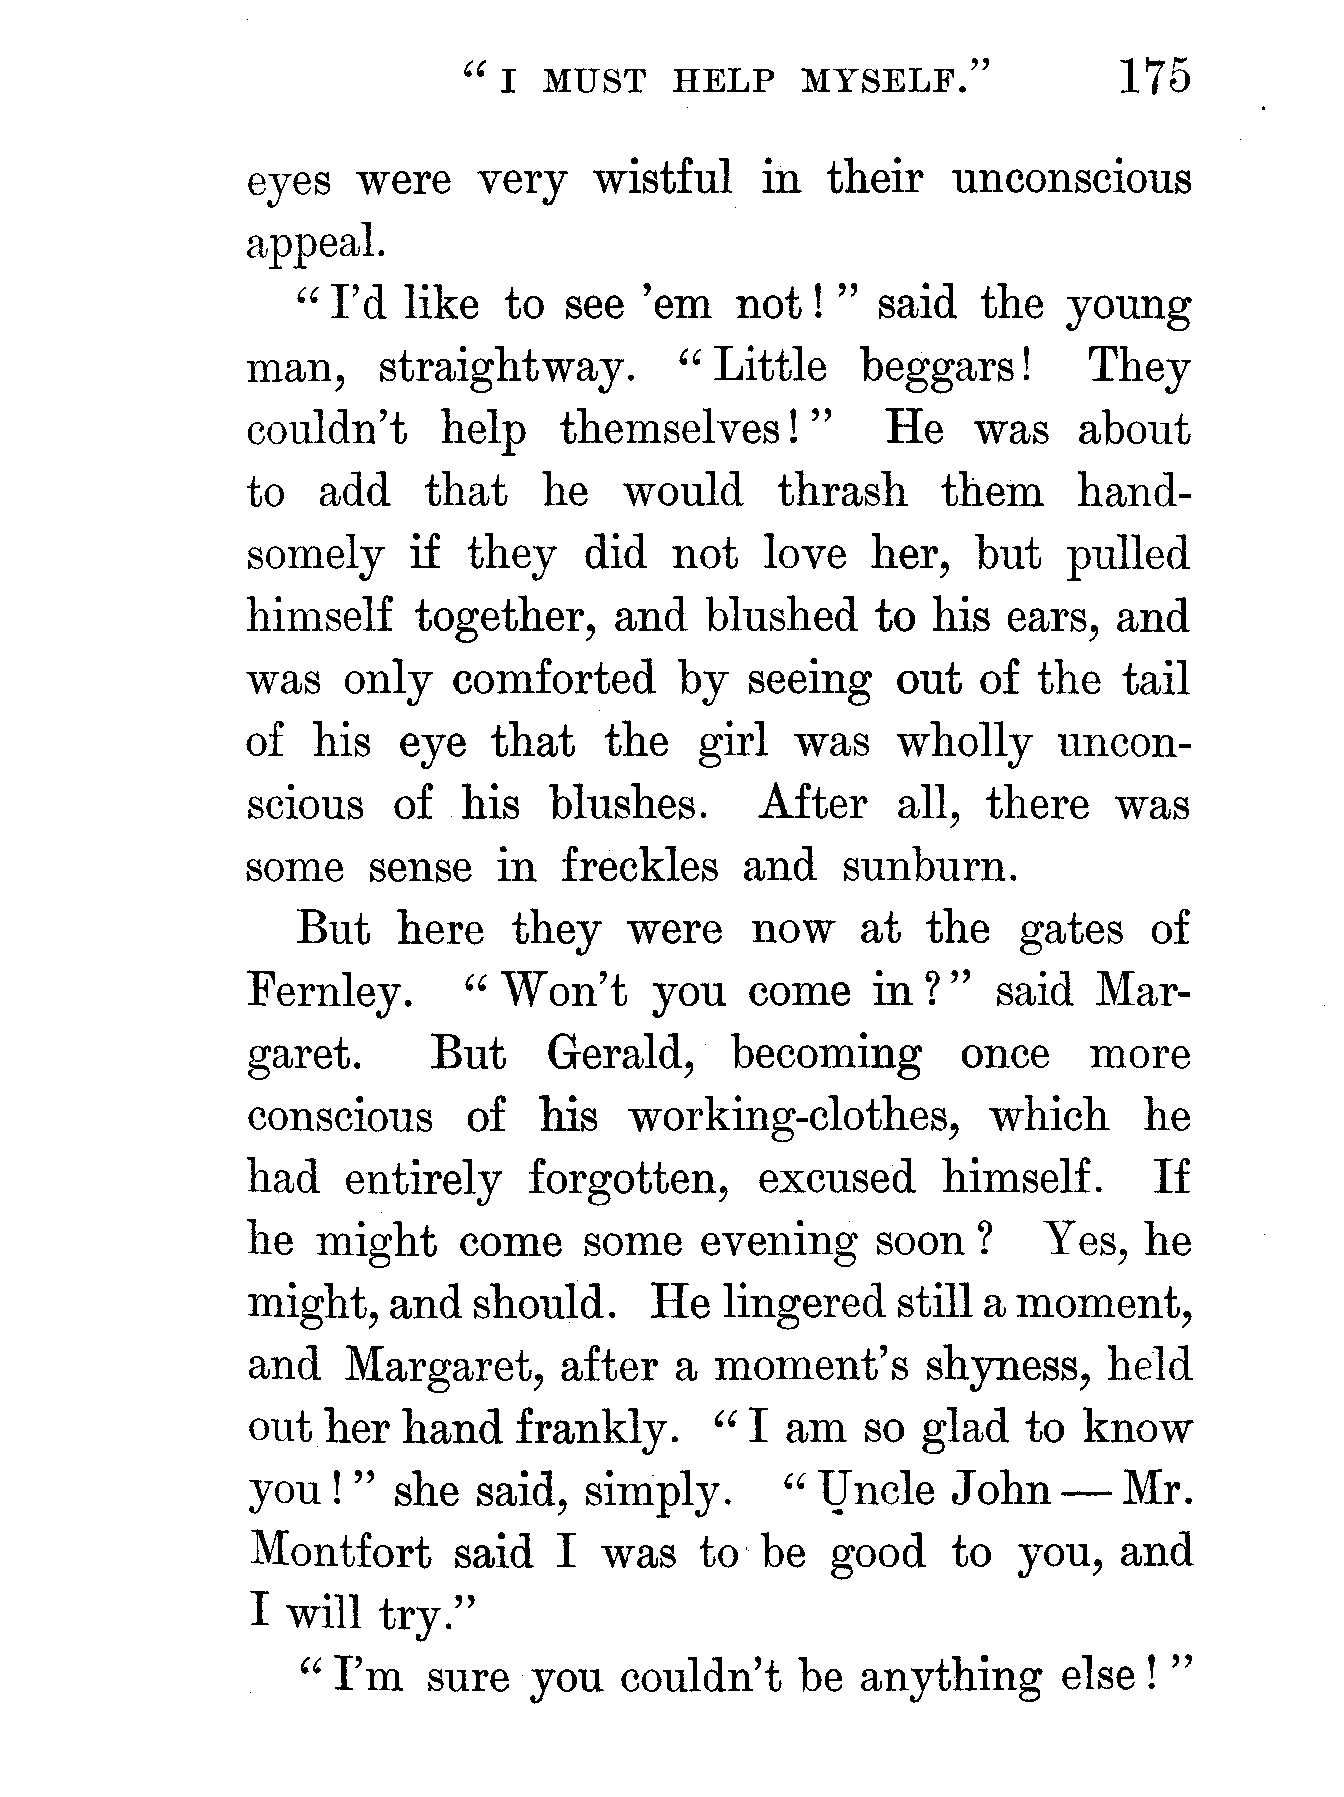 “ I MUST HELP MYSELF.” 175
eyes were very wistful in their unconscious
appeal.
“ I’d like to see ’em not ! ” said the young
man, straightway. “ Little beggars ! They
couldn’t help themselves ! ” He was about
to add that he would thrash them hand-
somely if they did not love her, but pulled
himself together, and blushed to his ears, and
was only comforted by seeing out of the tail
of his eye that the girl was wholly uncon-
scious of his blushes. After all, there was
some sense in freckles and sunburn.
But here they were now at the gates of
Fernley. “ Won’t you come in ? ” said Mar-
garet. But Gerald, becoming once more
conscious of his working-clothes, which he
had entirely forgotten, excused himself. If
he might come some evening soon ? Yes, he
might, and should. He lingered still a moment,
and Margaret, after a moment’s shyness, held
out her hand frankly. “ I am so glad to know
you ! ” she said, simply. “ Uncle John — Mr.
Montfort said I was to be good to you, and
I will try.”
“ I’m sure you couldn’t be anything else ! ”